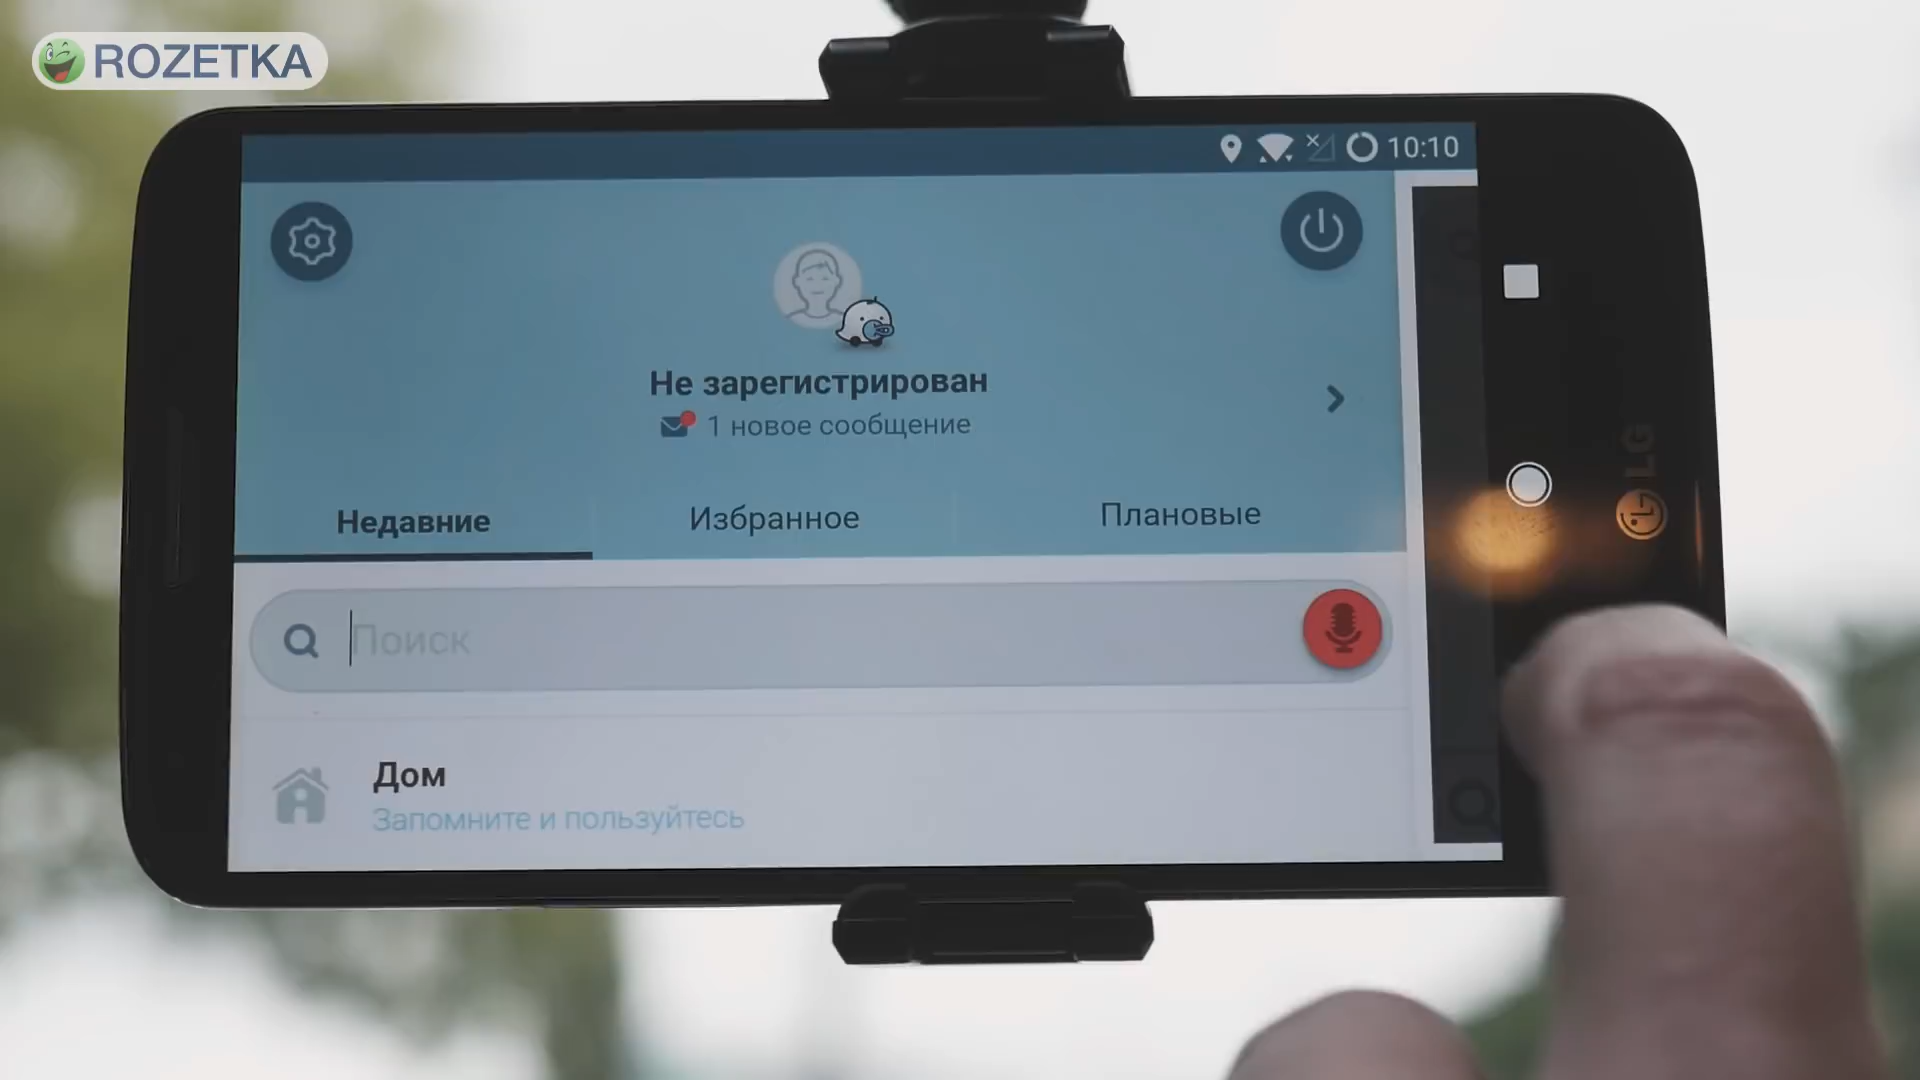 ROZETKA
10:10
Не зарегистрирован
1 новое сообщение
Недавние
Избранное
Плановые
Поиск
Дом
Запомните и пользуйтесь
LG